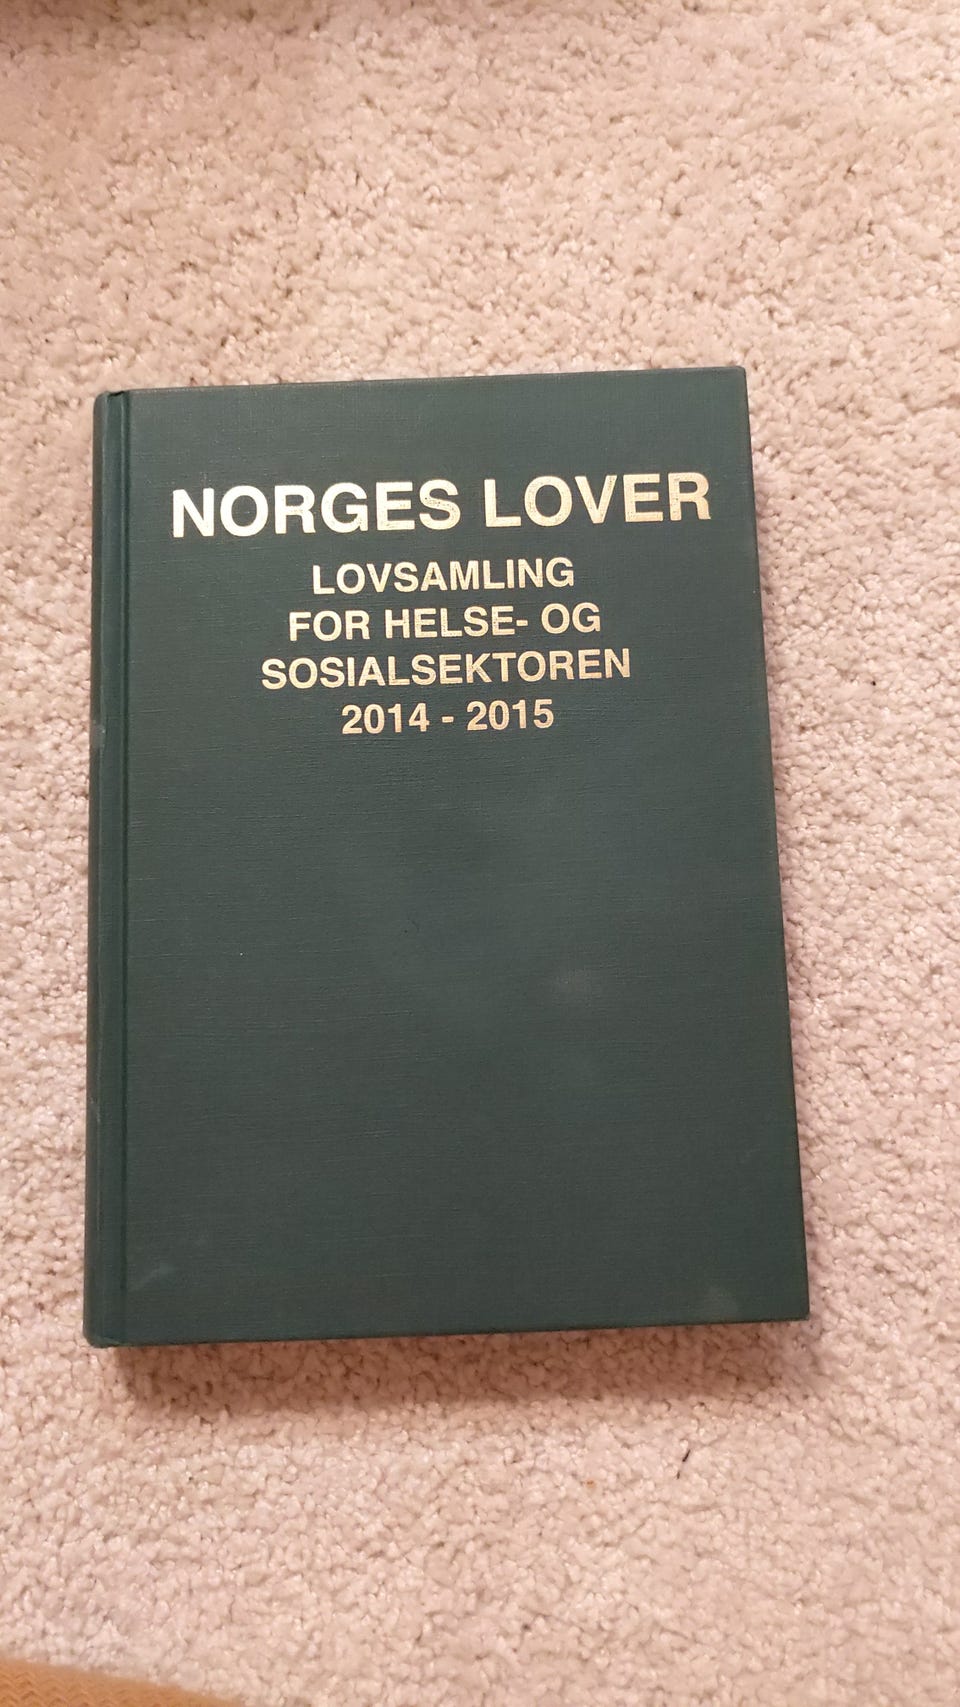 NORGES LOVER
LOVSAMLING
FOR HELSE- OG
SOSIALSEKTOREN
2014 - 2015